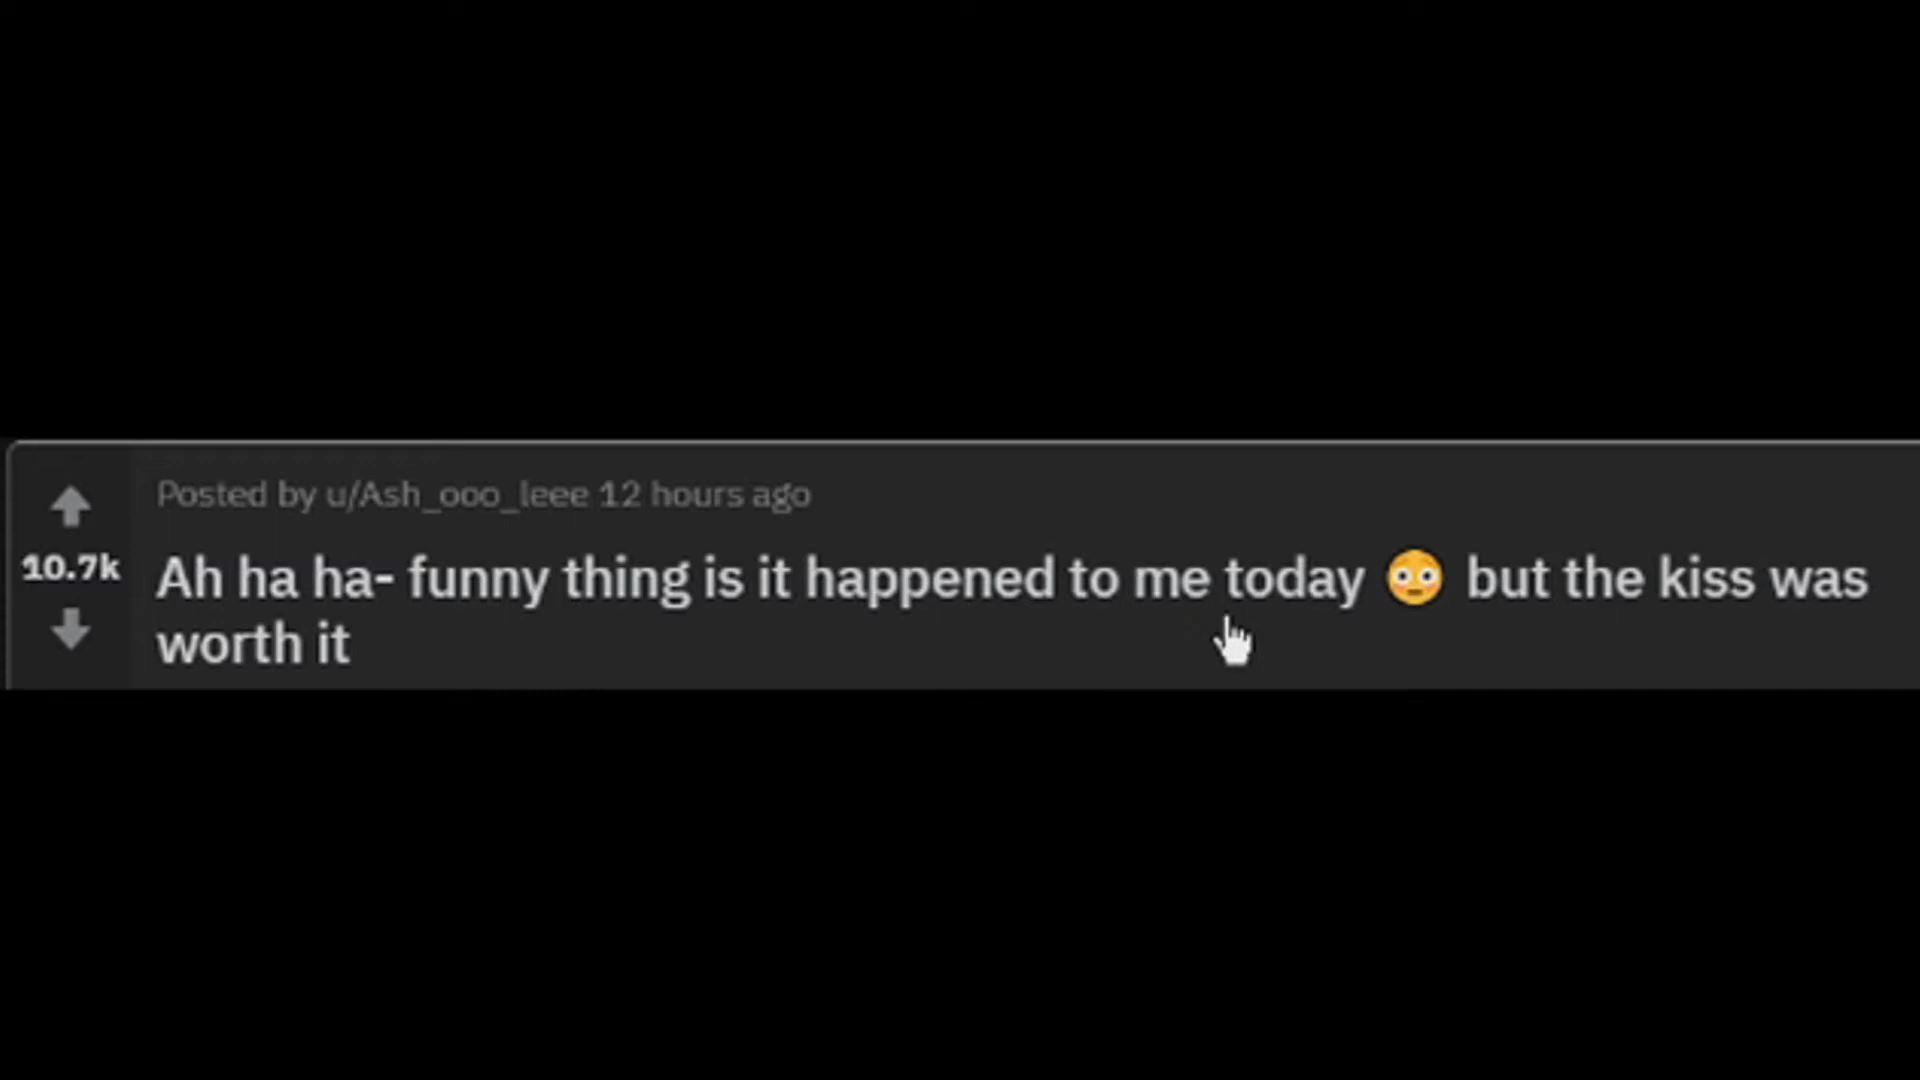 Posted by u/Ash_ooo_leee 12 hours ago
10.7k
Ah ha ha- funny thing is it happened to me today 😳 but the kiss was
worth it